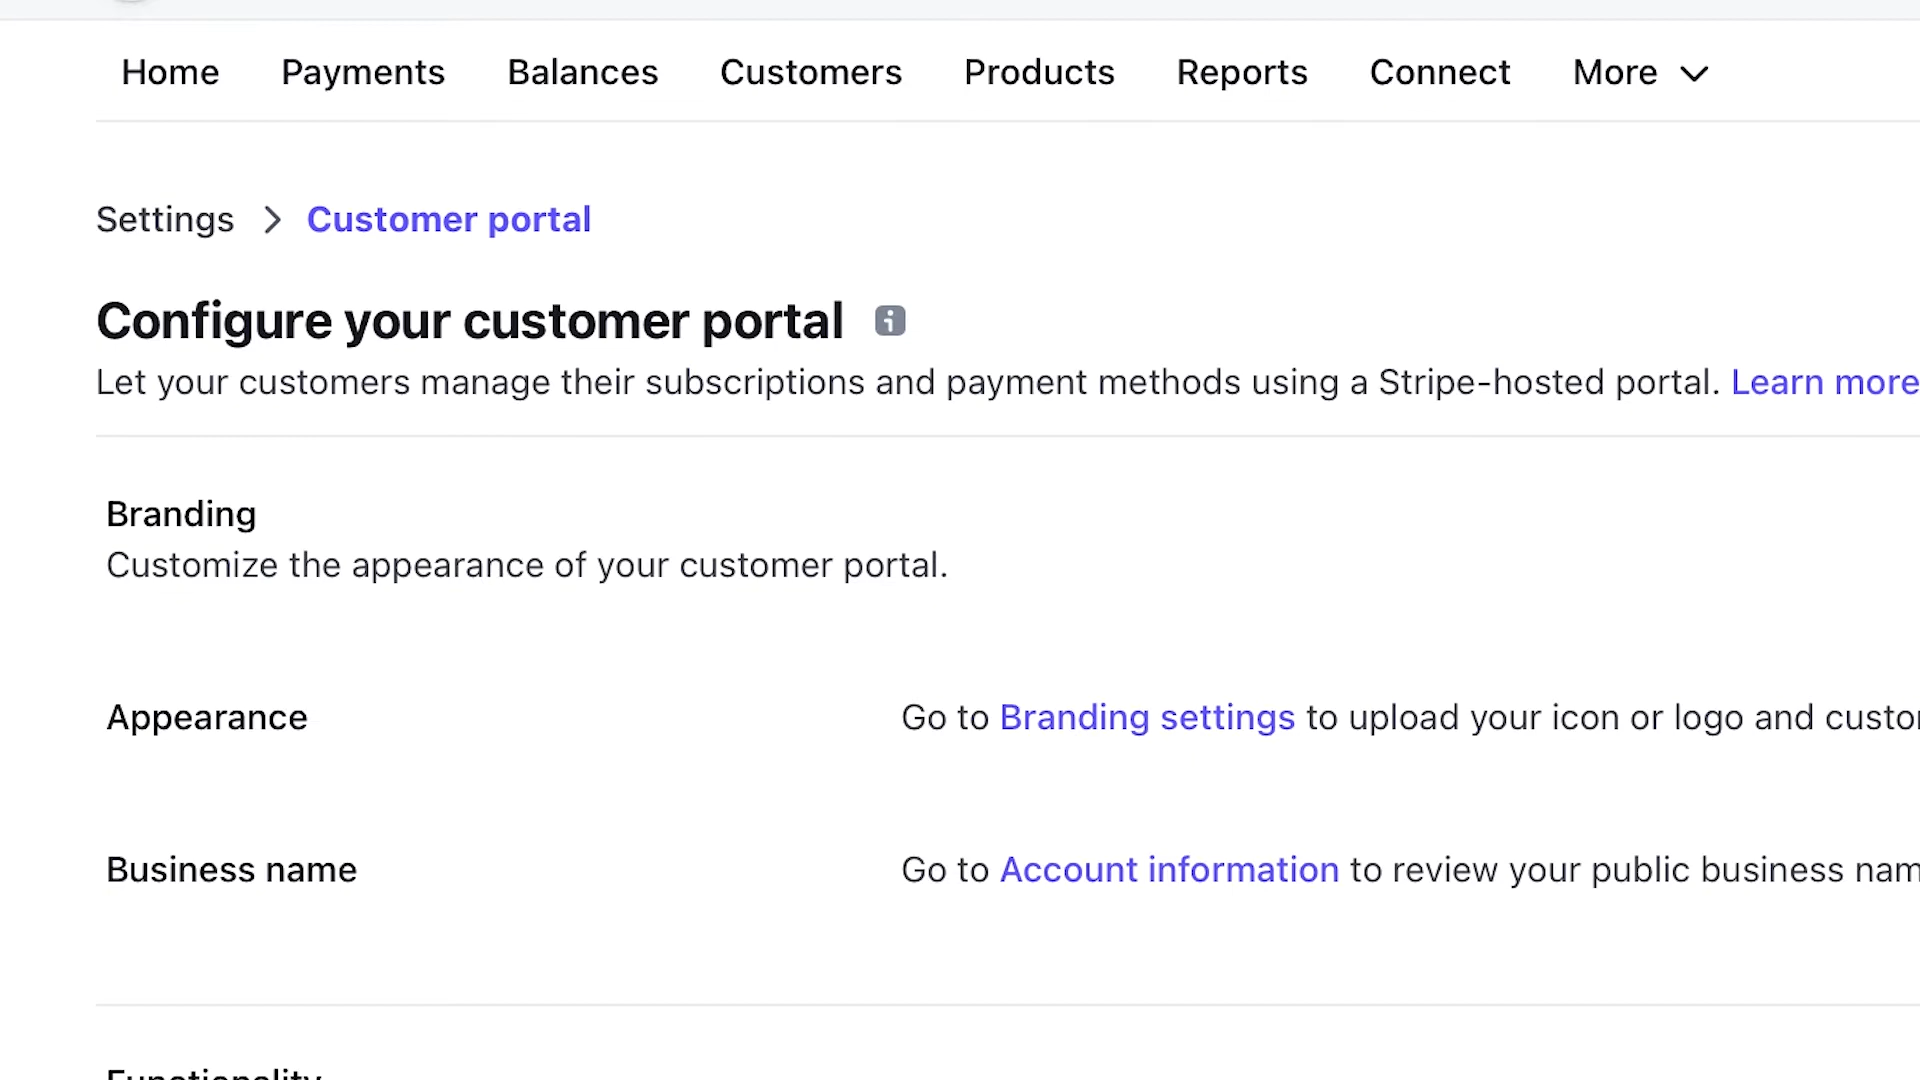 Home Payments Balances Customers Products Reports Connect More
Settings > Customer portal
Configure your customer portal
Let your customers manage their subscriptions and payment methods using a Stripe-hosted portal. Learn more
Branding
Customize the appearance of your customer portal.
Appearance
Go to Branding settings to upload your icon or logo and
Business name
Go to Account information to review your public business
Functionality